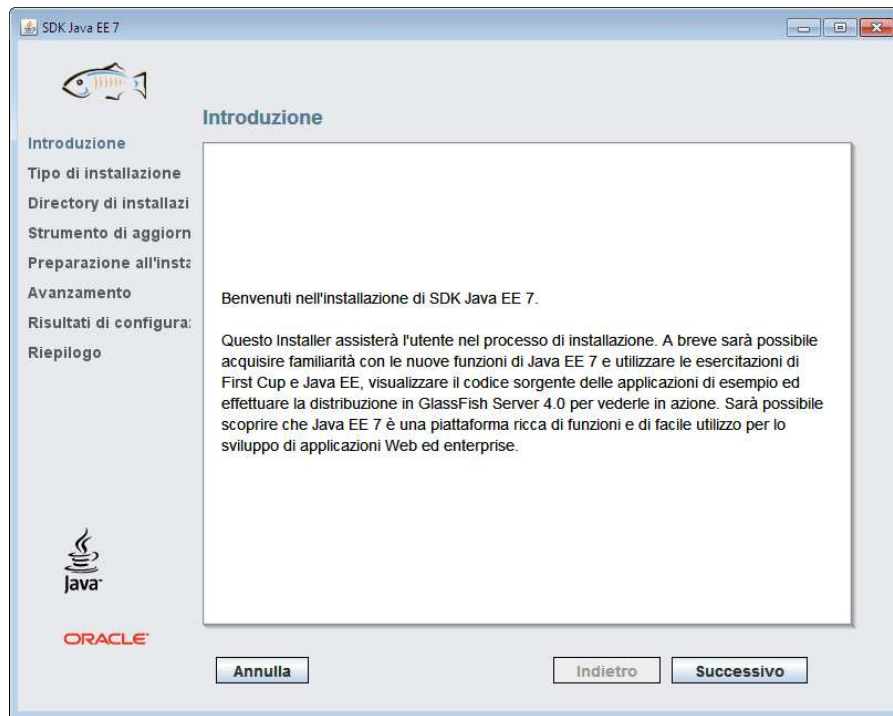 SDK Java EE 7
Introduzione
Introduzione
Tipo di installazione
Directory di installazi
Strumento di aggiorn
Preparazione all'insta
Avanzamento
Risultati di configura:
Riepilogo
Benvenuti nell'installazione di SDK Java EE 7.
Questo Installer assisterà l'utente nel processo di installazione. A breve sarà possibile
acquisire familiarità con le nuove funzioni di Java EE 7 e utilizzare le esercitazioni di
First Cup e Java EE, visualizzare il codice sorgente delle applicazioni di esempio ed
effettuare la distribuzione in GlassFish Server 4.0 per vederle in azione. Sarà possibile
scoprire che Java EE 7 è una piattaforma ricca di funzioni e di facile utilizzo per lo
sviluppo di applicazioni Web ed enterprise.
Java
ORACLE
Annulla
Indietro
Successivo